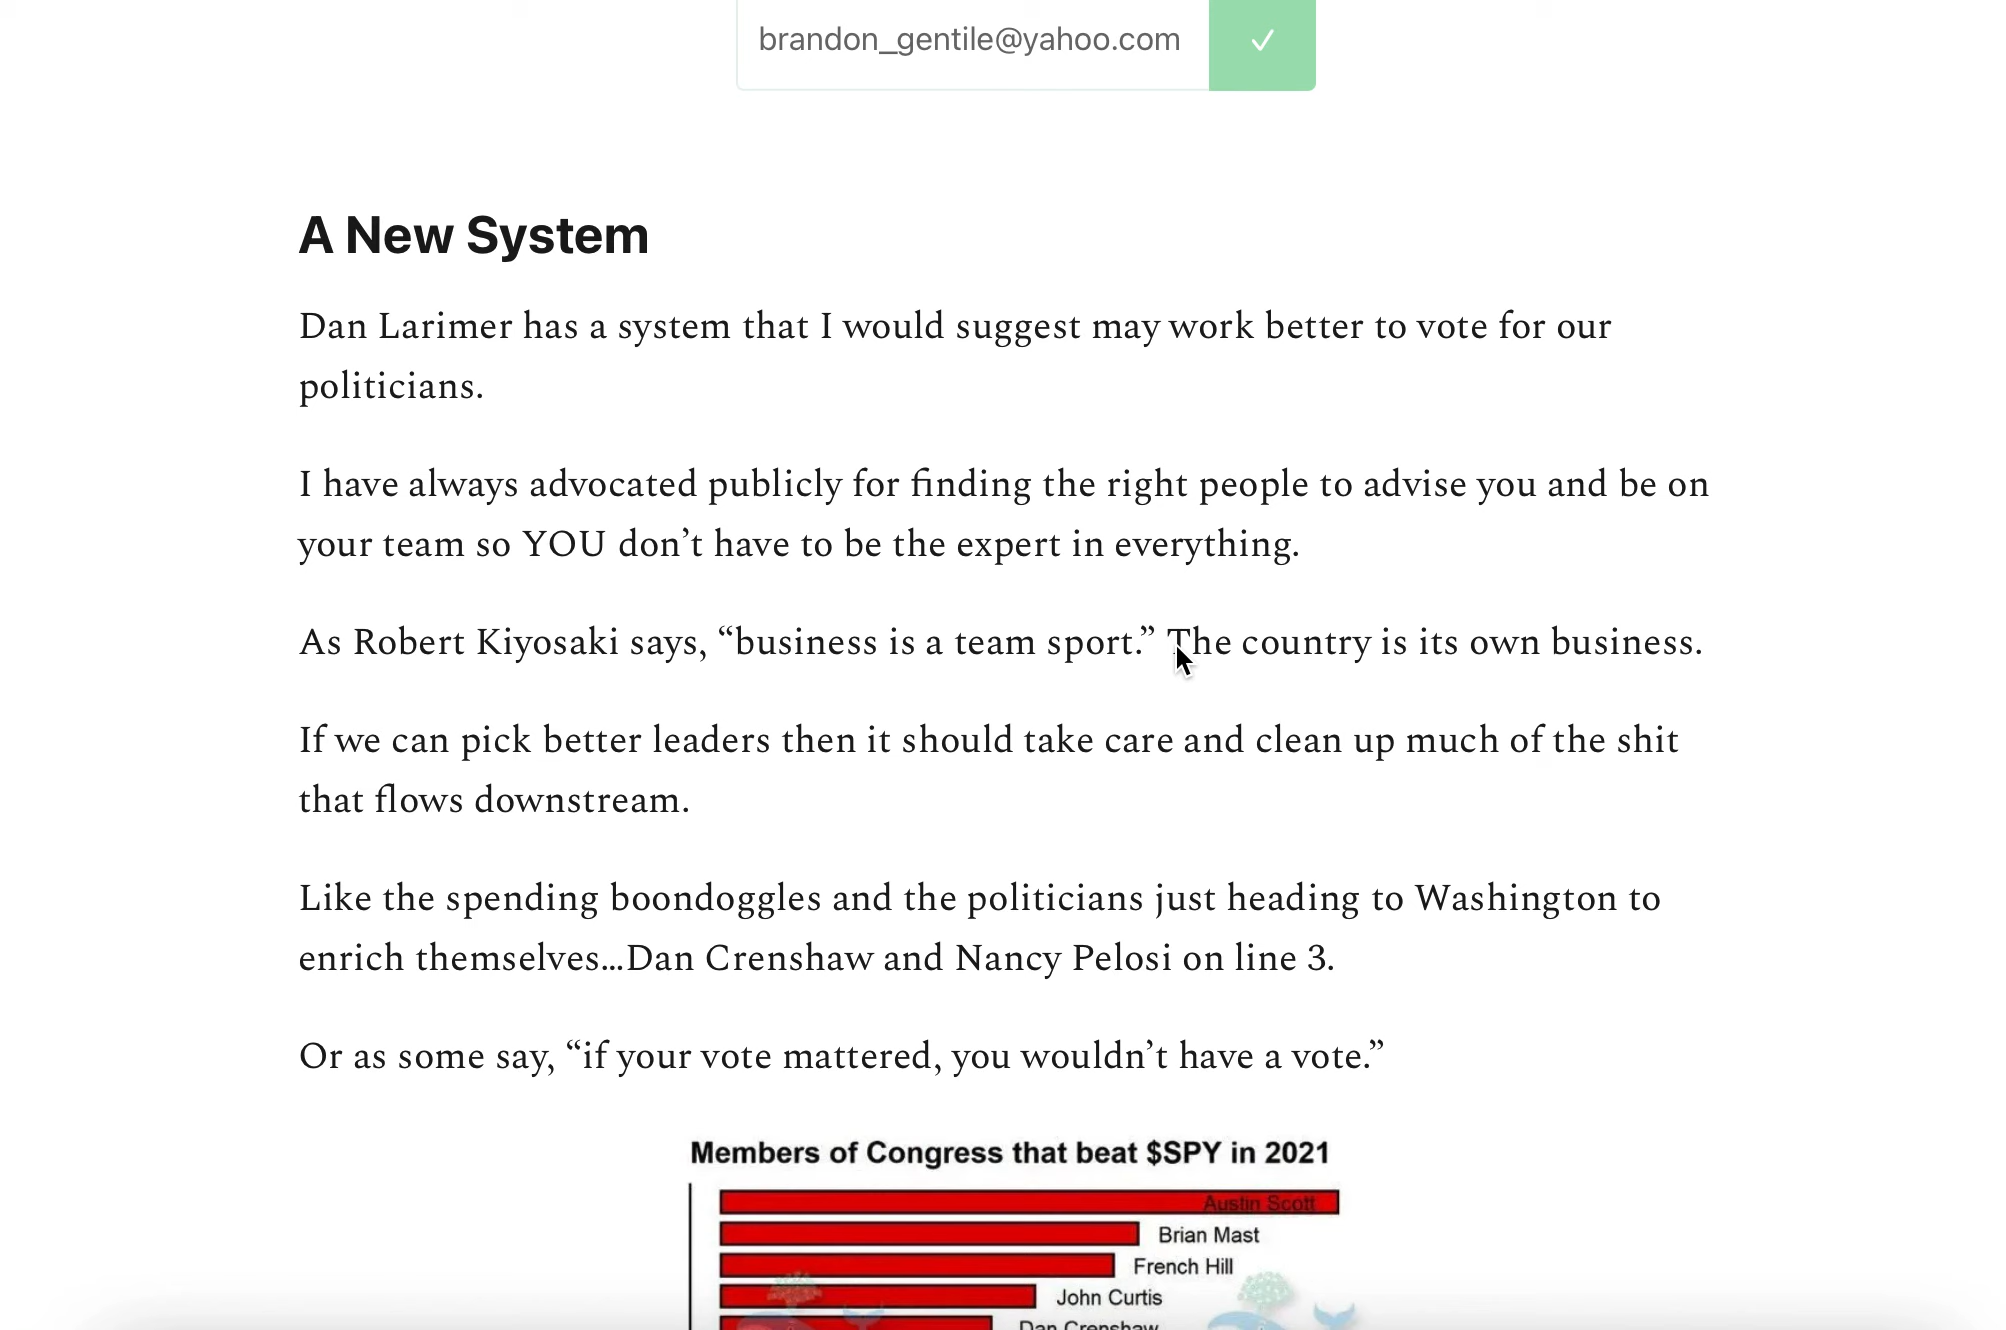 brandon_gentile@yahoo.com
A New System
Dan Larimer has a system that I would suggest may work better to vote for our
politicians.
I have always advocated publicly for finding the right people to advise you and be on
your team so YOU don’t have to be the expert in everything.
As Robert Kiyosaki says, “business is a team sport.” The country is its own business.
If we can pick better leaders then it should take care and clean up much of the shit
that flows downstream.
Like the spending boondoggles and the politicians just heading to Washington to
enrich themselves…Dan Crenshaw and Nancy Pelosi on line 3.
Or as some say, “if your vote mattered, you wouldn’t have a vote.”
Members of Congress that beat $SPY in 2021
Austin Scott
Brian Mast
French Hill
John Curtis
Dan Crenshaw